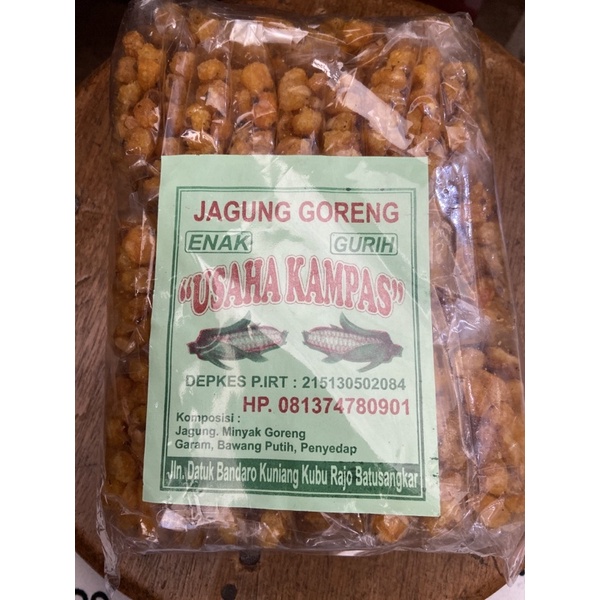 JAGUNG GORENG
ENAK GURIH
"USAHA KAMPAS"
DEPKES P.IRT : 215130502084
HP. 081374780901
Komposisi :
Jagung. Minyak Goreng
Garam, Bawang Putih, Penyedap
Jln. Datuk Bandaro Kuniang Kubu Rajo Batusangkar